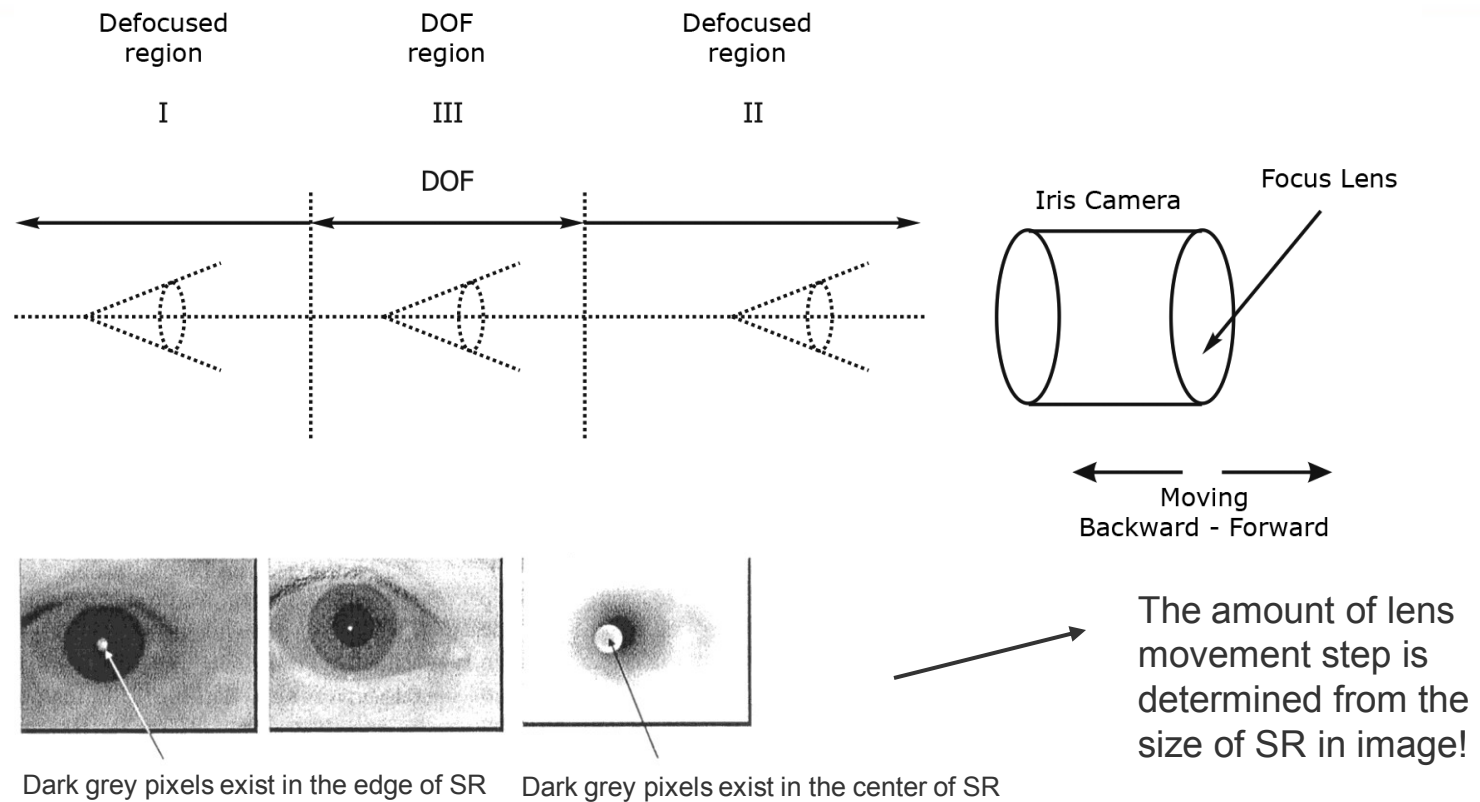 Defocused
region
DOF
region
Defocused
region
I
III
II
DOF
Iris Camera
Focus Lens
Moving
Backward - Forward
The amount of lens
movement step is
determined from the
size of SR in image!
Dark grey pixels exist in the edge of SR
Dark grey pixels exist in the center of SR